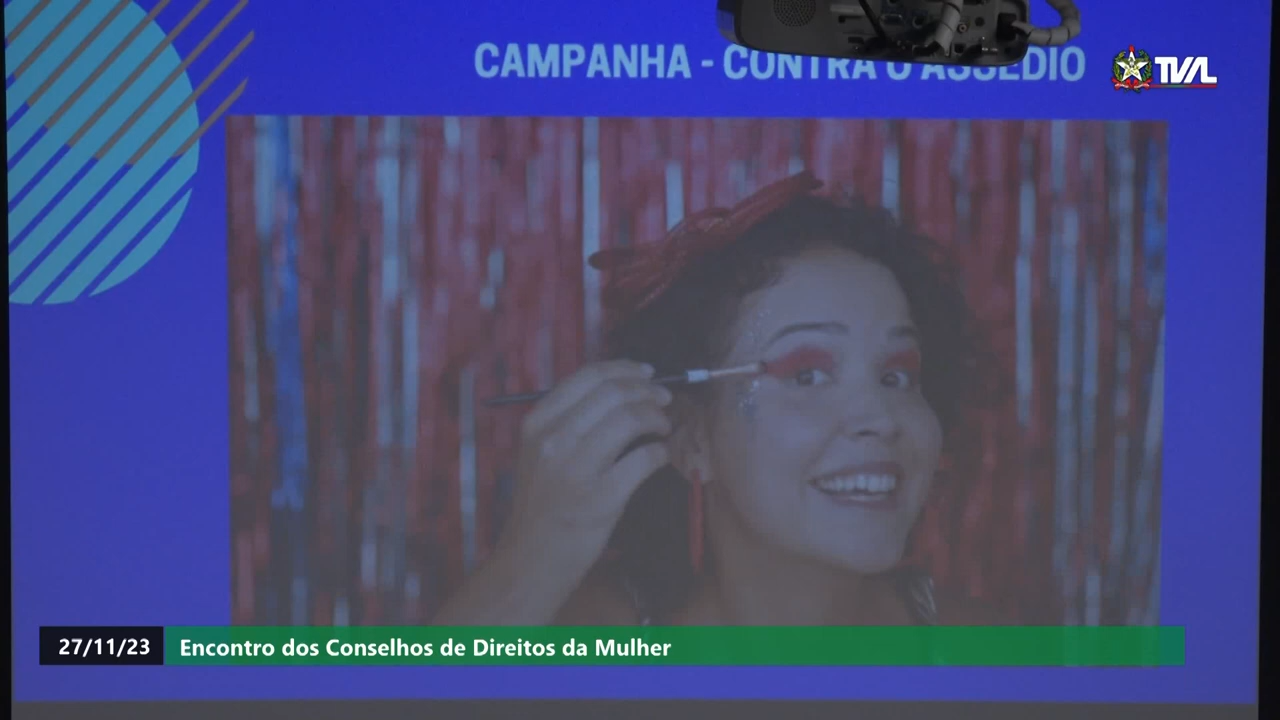 CAMPANHA - CONTRA O ASSÉDIO
TVAL
27/11/23 Encontro dos Conselhos de Direitos da Mulher